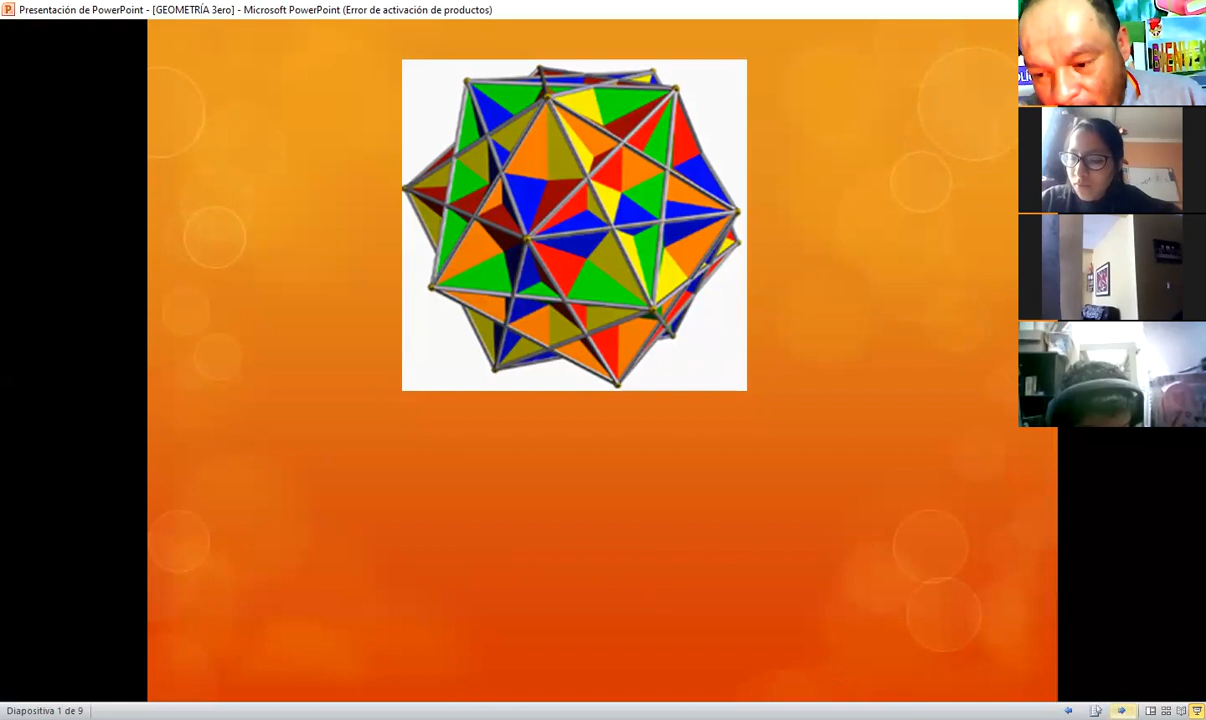 Presentación de PowerPoint - [GEOMETRÍA 3ero] - Microsoft PowerPoint (Error de activación de productos)
Diapositiva 1 de 9